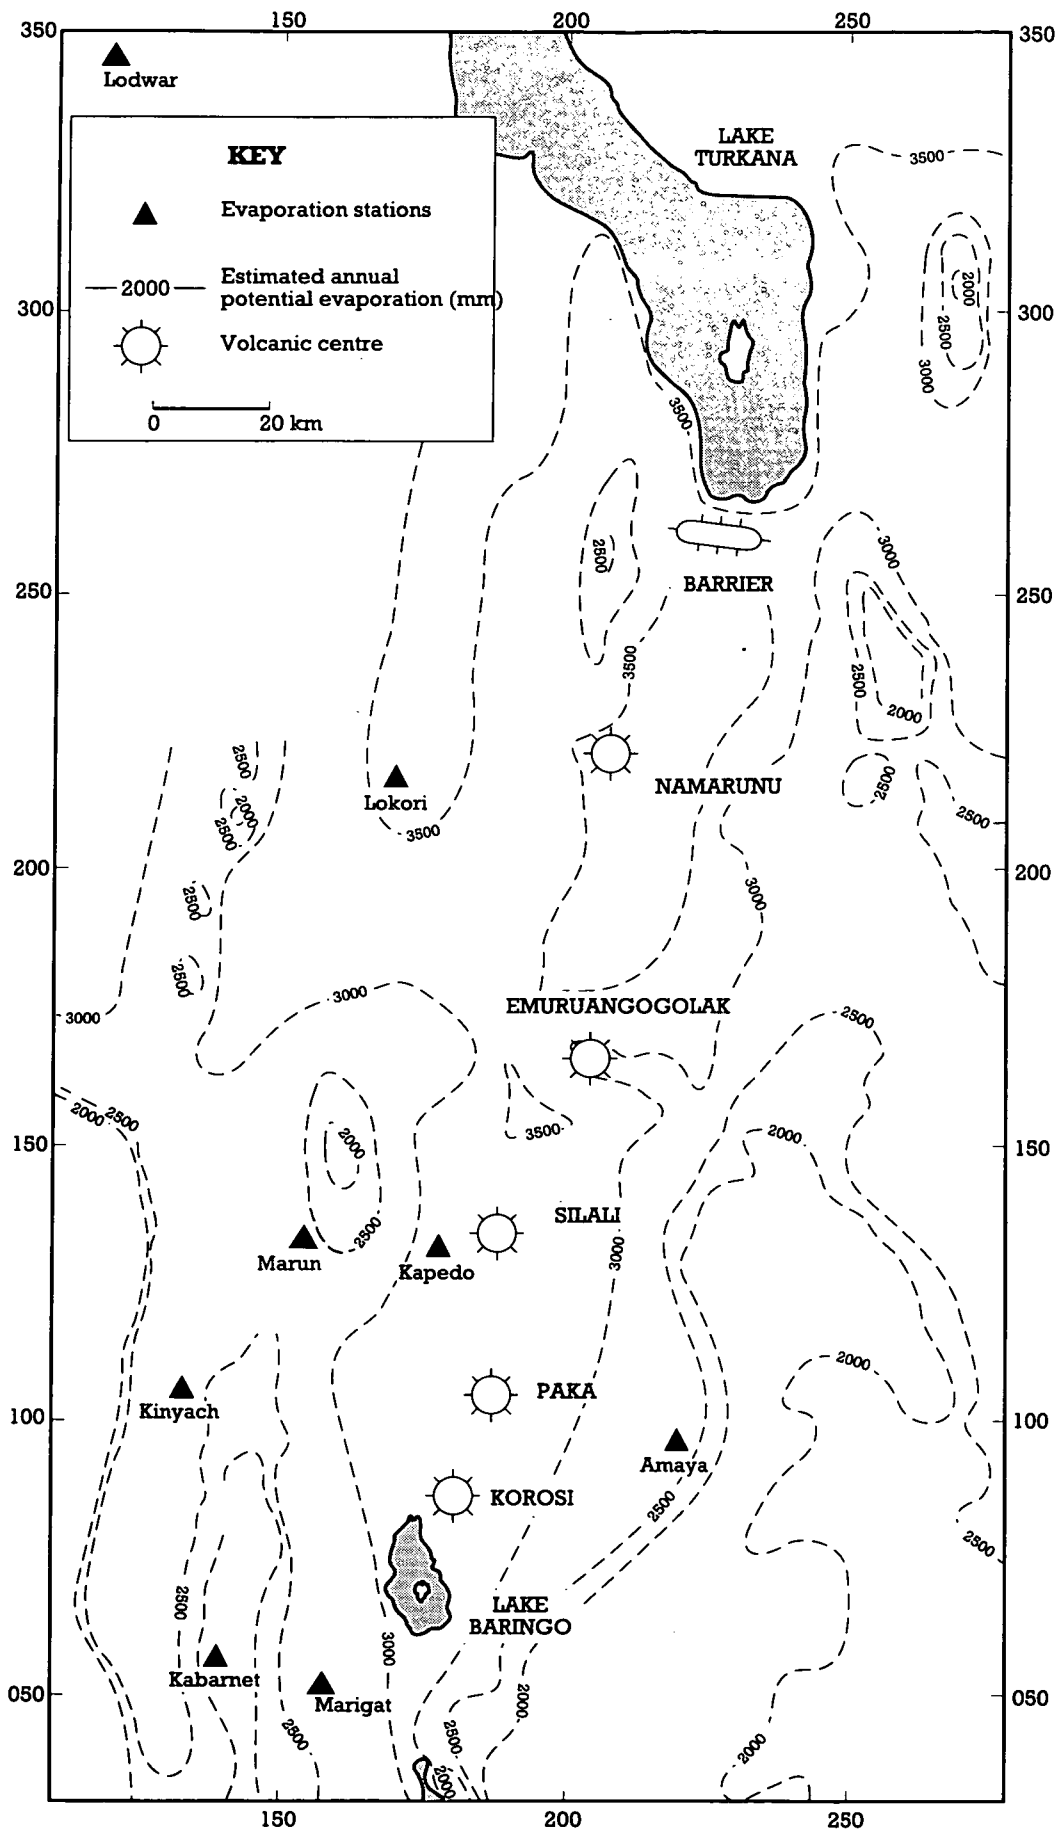 150
200
250
350
350
Lodwar
KEY
Evaporation stations
2000
Estimated annual
potential evaporation (mm)
Volcanic centre
0
20 km
LAKE
TURKANA
3500
2000
2500
3000
300
300
3500
2500
3000
BARRIER
250
250
3500
2500
2000
2500
NAMARUNU
2500
2000
2500
Lokori
3500
2500
2500
200
200
3000
2500
3000
3000
EMURUANGOGOLAK
2500
2000
2500
2000
3500
2000
150
150
2500
SILALI
3000
Marun
Kapedo
2000
PAKA
Kinyach
100
100
Amaya
KOROSI
2500
2500
2500
LAKE
BARINGO
3000
Kabarnet
Marigat
2000
050
050
2500
2500
2000
2000
150
200
250